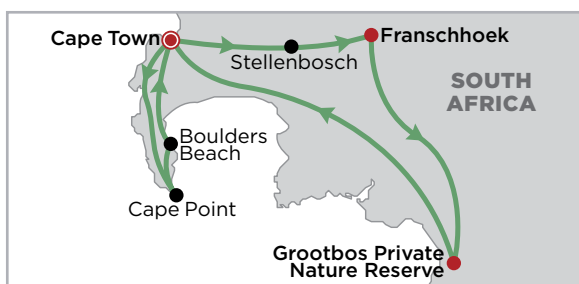 Cape Town
Franschhoek
Stellenbosch
SOUTH
AFRICA
Boulders
Beach
Cape Point
Grootbos Private
Nature Reserve